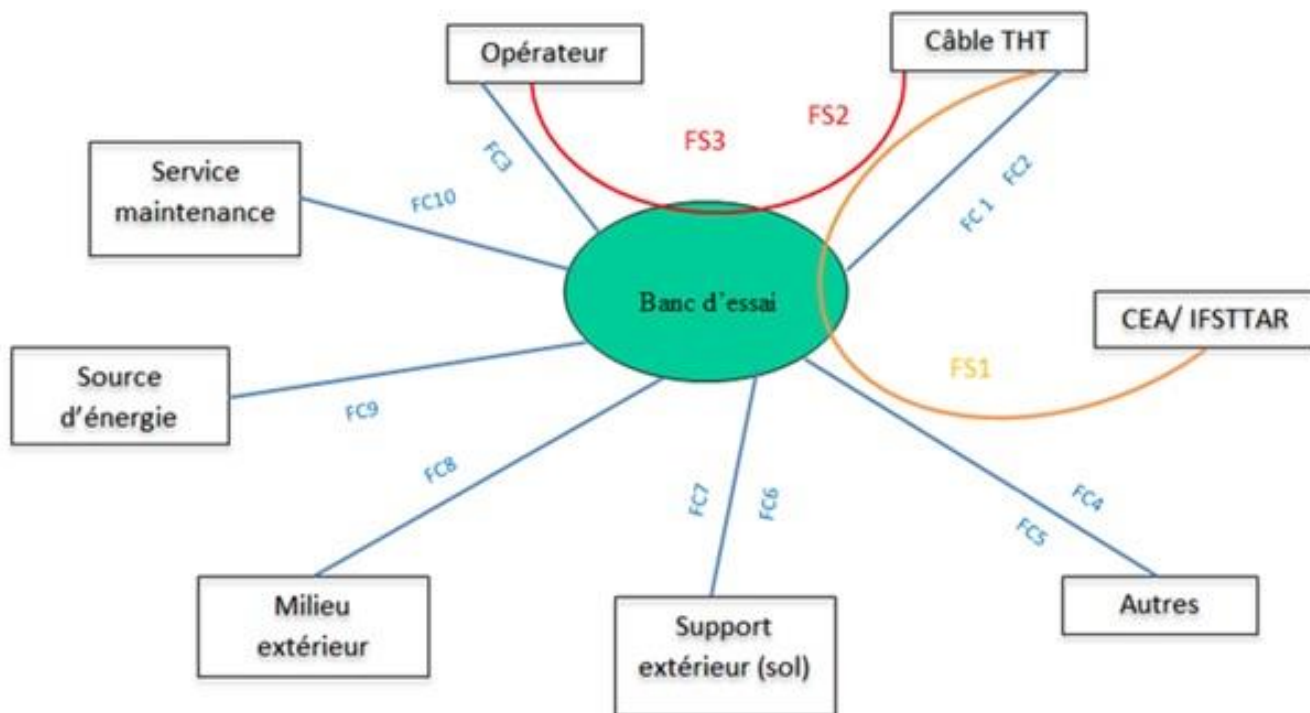 Opérateur
Câble THT
FS2
FS3
FC3
FC2
FC 1
Service
maintenance
FC10
Banc d'essai
CEA/ IFSTTAR
Source
d'énergie
FC9
FS1
FC8
FC7
FC6
FC4
FC5
Milieu
extérieur
Support
extérieur (sol)
Autres